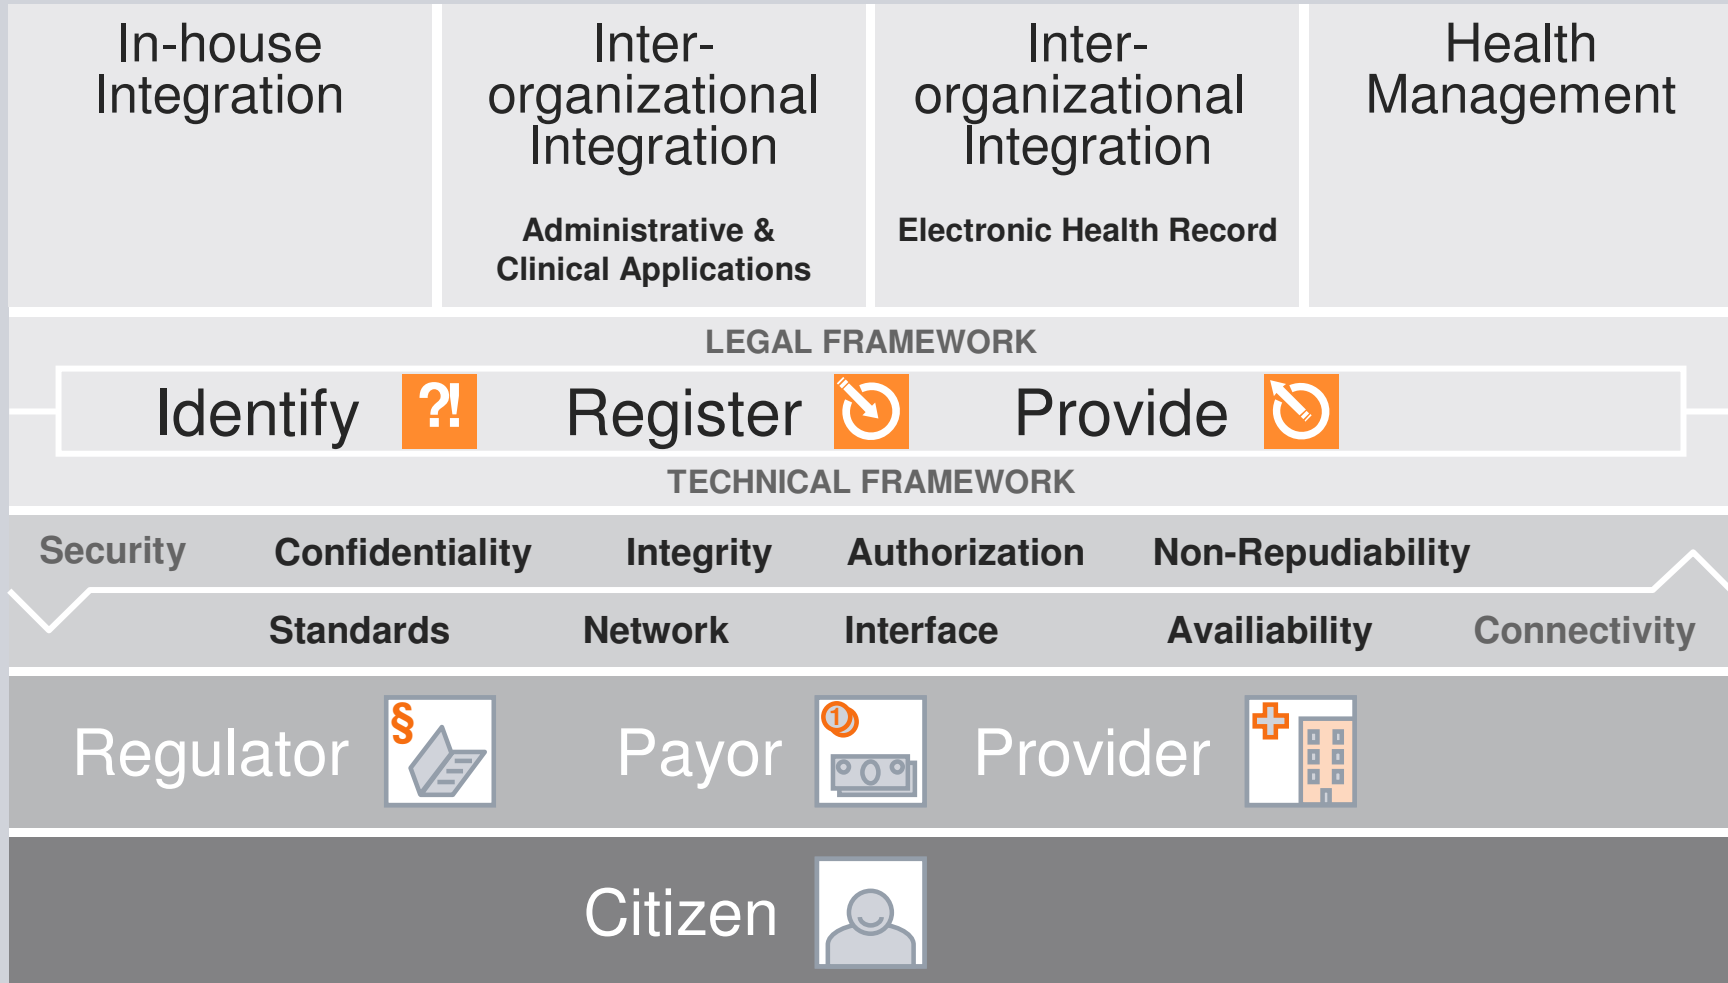 In-house
Integration
Inter-
organizational
Integration
Administrative &
Clinical Applications
Inter-
organizational
Integration
Electronic Health Record
Health
Management
LEGAL FRAMEWORK
Identify ?! Register Provide
TECHNICAL FRAMEWORK
Security Confidentiality Integrity Authorization Non-Repudiability
Standards Network Interface Availiability Connectivity
Regulator § Payor 1 Provider
Citizen